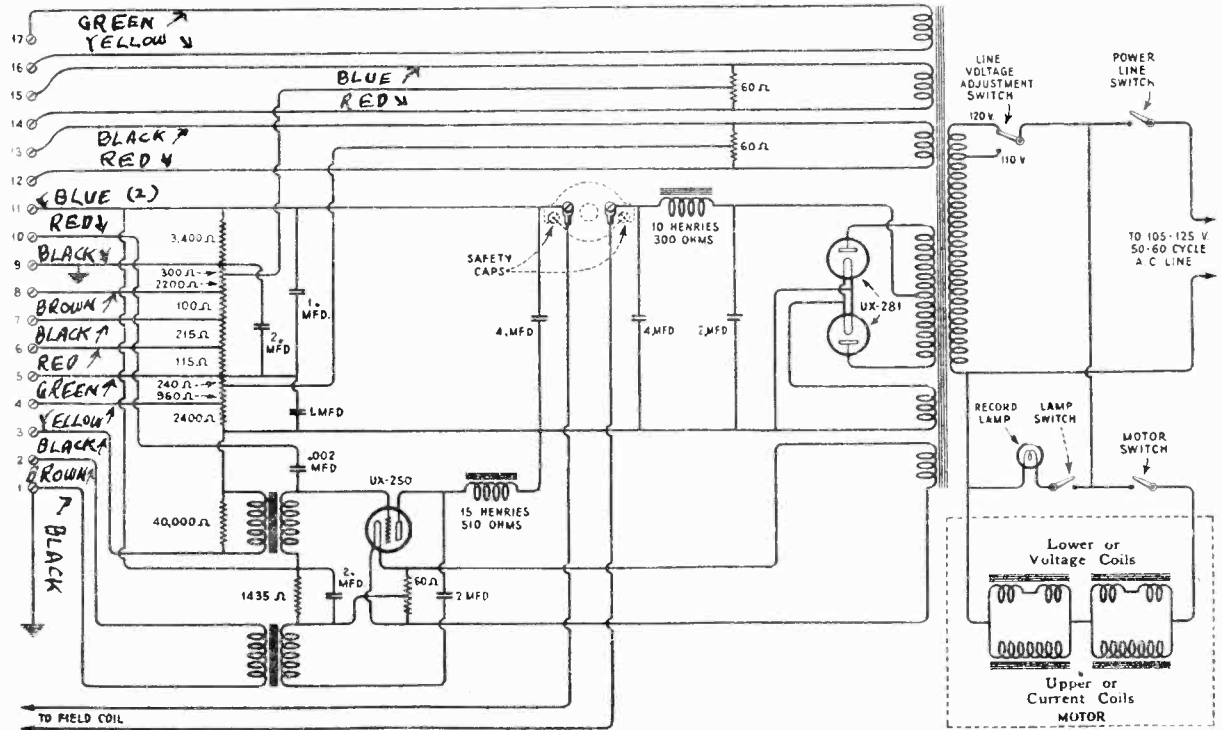 17
GREEN
YELLOW
16
15
BLUE
RED
60 Ω
14
BLACK
13
RED
60 Ω
12
BLUE (2)
11
RED
10
BLACK
9
BROWN
8
7
BLACK
6
RED
5
GREEN
4
YELLOW
3
BLACK
2
BROWN
1
BLACK
3,400 Ω
300 Ω
2200 Ω
100 Ω
215 Ω
115 Ω
240 Ω
960 Ω
2400 Ω
1. MFD.
2. MFD
1. MFD
.002 MFD
40,000 Ω
1435 Ω
2. MFD.
UX-250
60 Ω
2 MFD
15 HENRIES
510 OHMS
SAFETY
CAPS
4. MFD
10 HENRIES
300 OHMS
4. MFD
2. MFD
UX-281
LINE
VOLTAGE
ADJUSTMENT
SWITCH
120 V.
110 V
POWER
LINE
SWITCH
TO 105-125 V.
50-60 CYCLE
A.C LINE
RECORD
LAMP
LAMP
SWITCH
MOTOR
SWITCH
Lower or
Voltage Coils
Upper or
Current Coils
MOTOR
TO FIELD COIL